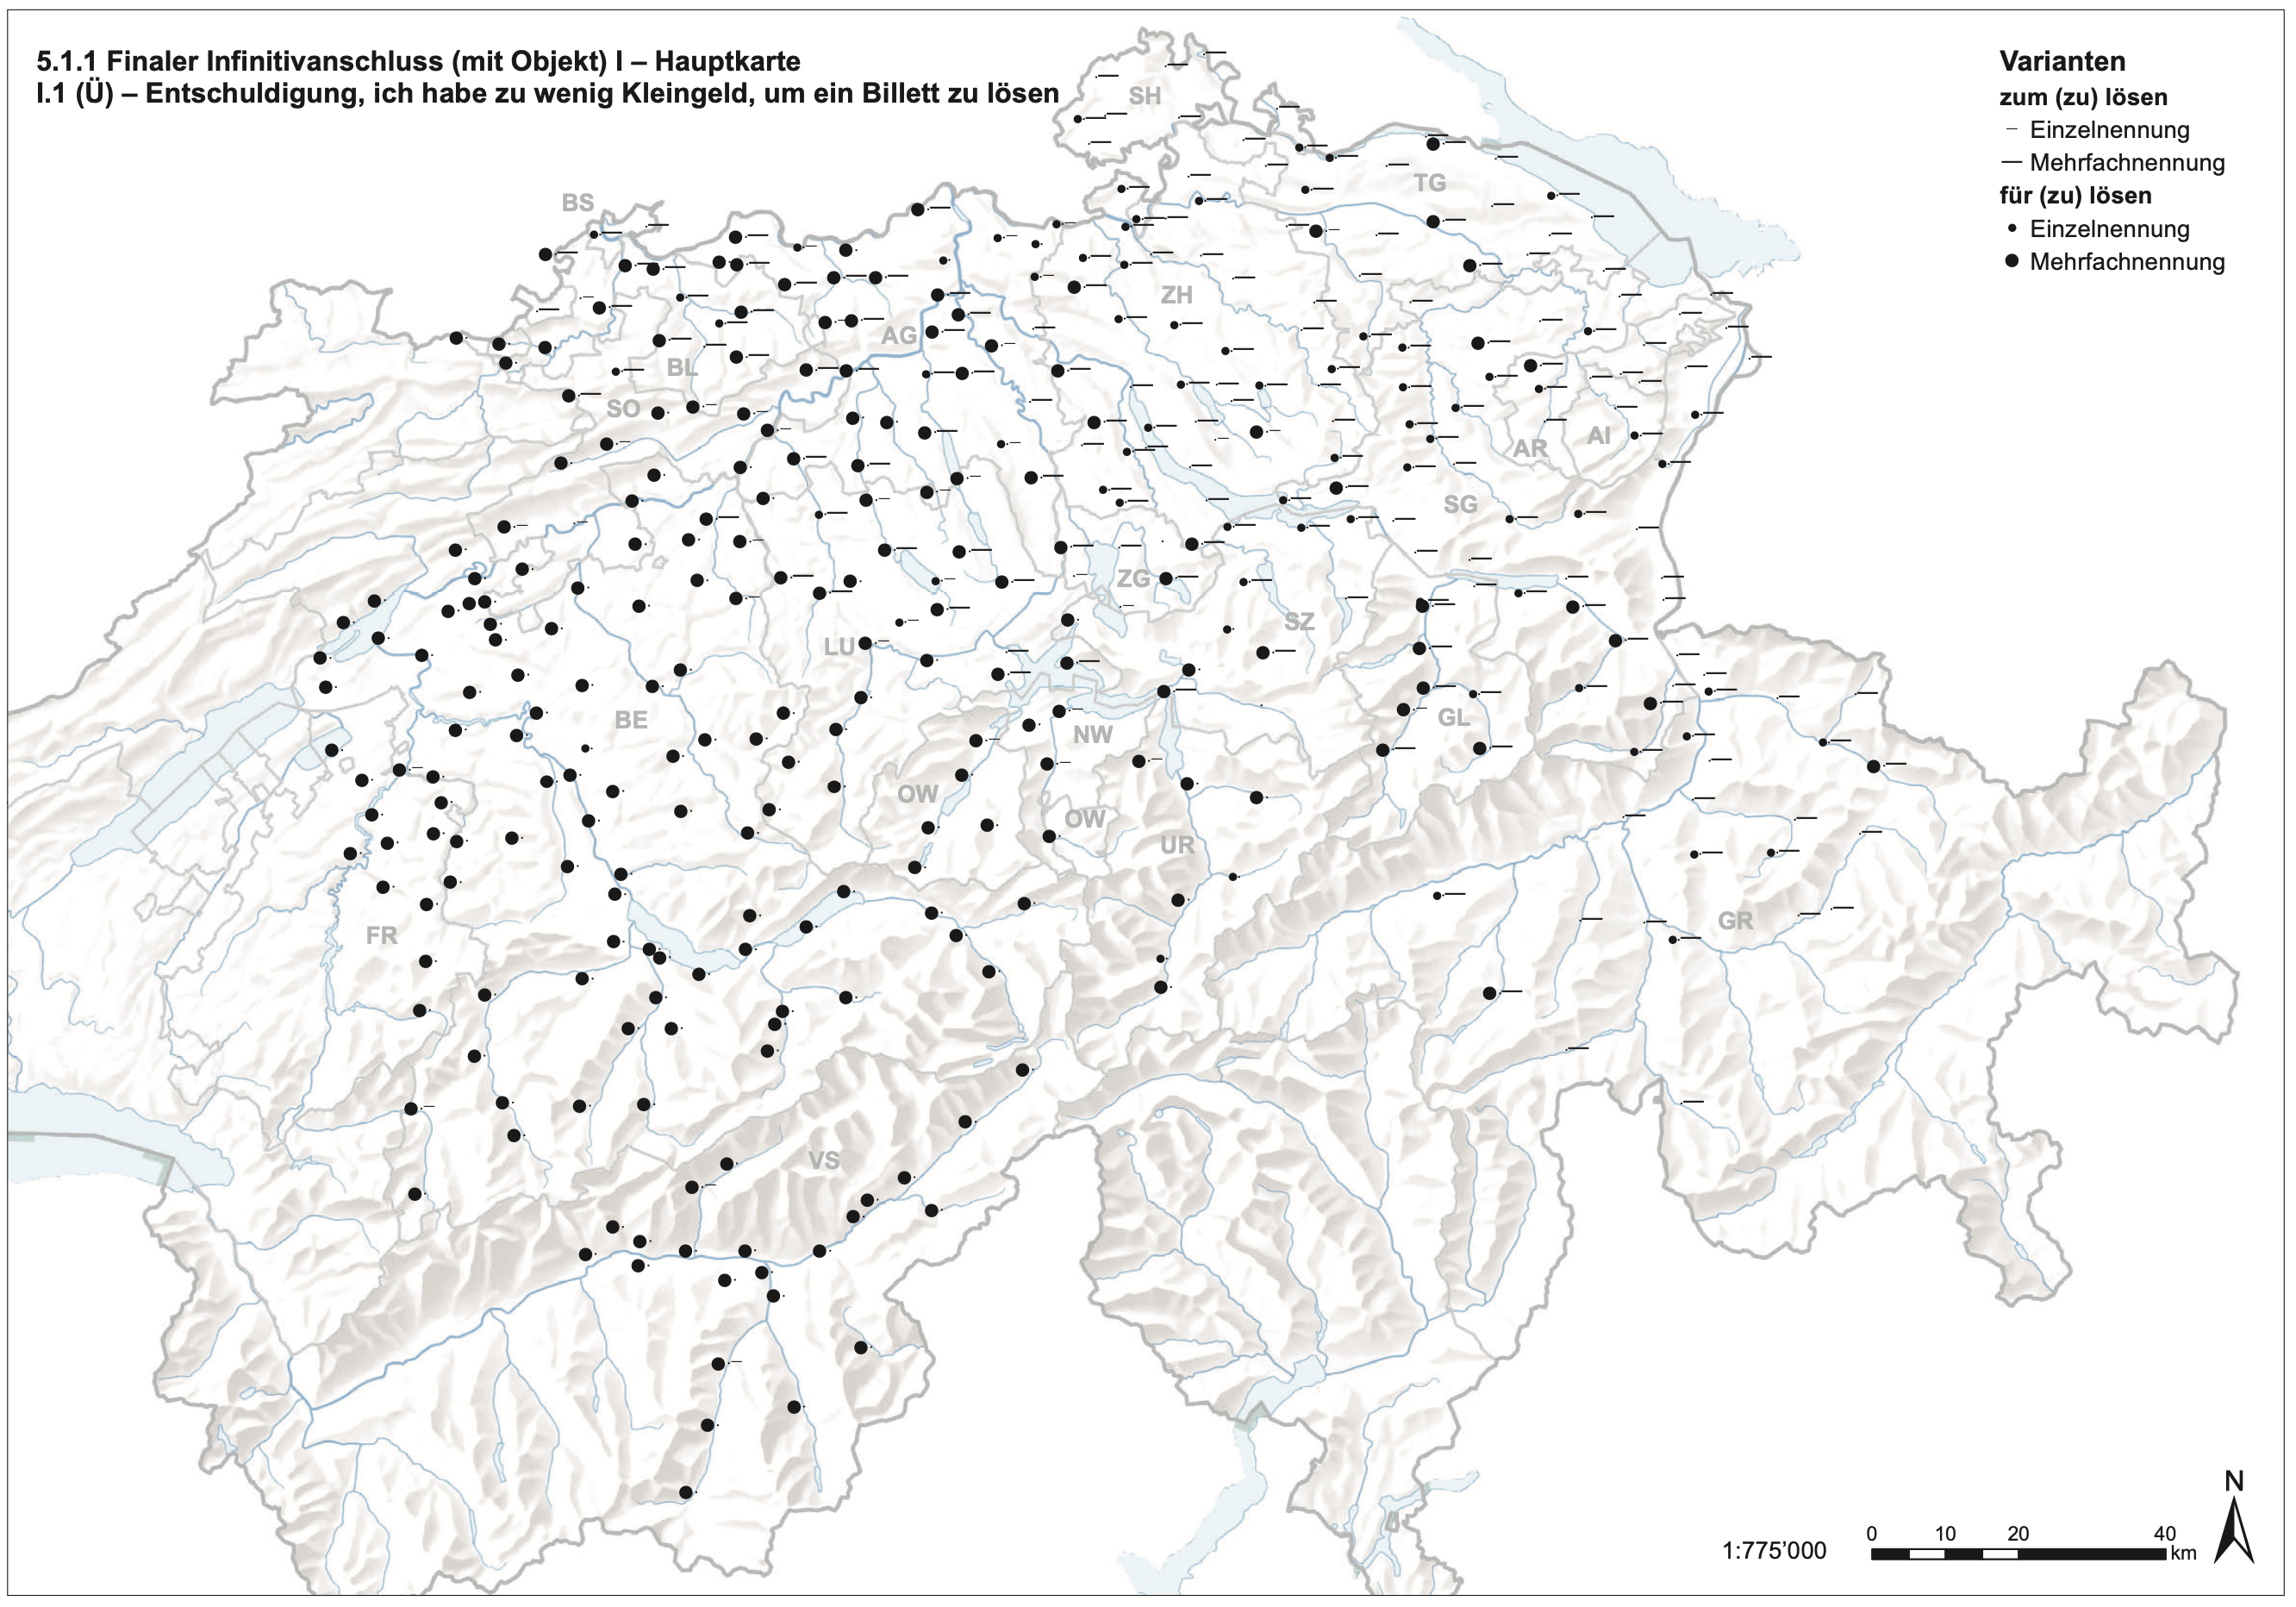 5.1.1 Finaler Infinitivanschluss (mit Objekt) I – Hauptkarte
I.1 (Ü) – Entschuldigung, ich habe zu wenig Kleingeld, um ein Billett zu lösen
Varianten
zum (zu) lösen
Einzelnennung
Mehrfachnennung
für (zu) lösen
Einzelnennung
Mehrfachnennung
SH
TG
BS
ZH
AG
BL
SO
AR
AI
SG
ZG
SZ
LU
BE
NW
GL
OW
OW
UR
FR
GR
VS
N
1:775'000
0 10 20 40
km